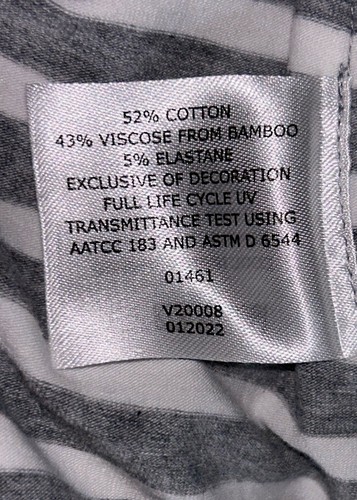 52% COTTON
43% VISCOSE FROM BAMBOO
5% ELASTANE
EXCLUSIVE OF DECORATION
FULL LIFE CYCLE UV
TRANSMITTANCE TEST USING
AATCC 183 AND ASTM D 6544
01461
V20008
012022